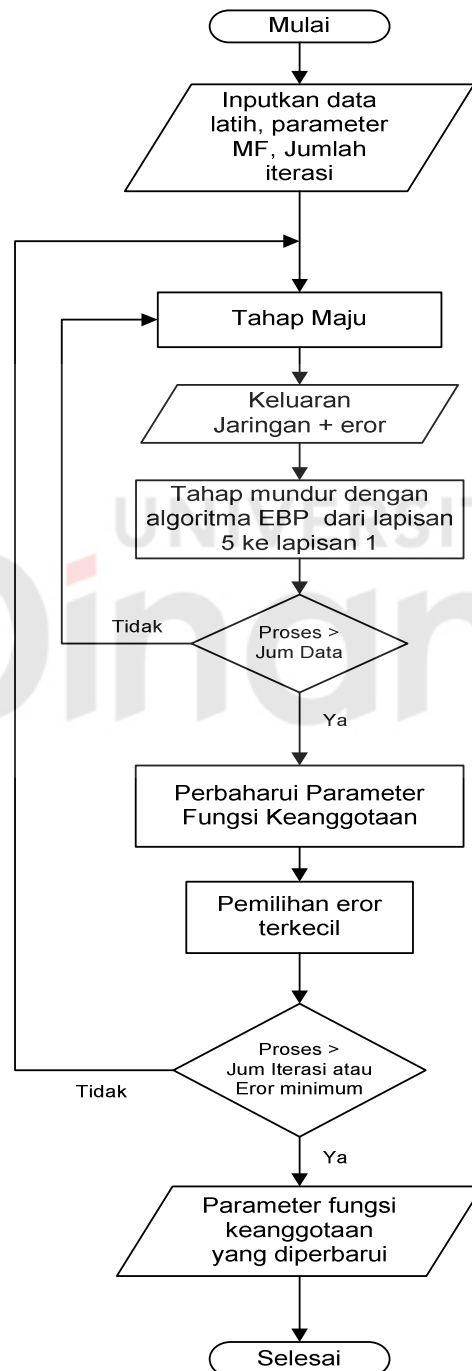 Mulai
Inputkan data
latih, parameter
MF, Jumlah
iterasi
Tahap Maju
Keluaran
Jaringan + eror
UNIVERSIT
Tahap mundur dengan
algoritma EBP dari lapisan
5 ke lapisan 1
Dinam
Tidak
Proses >
Jum Data
Ya
Perbaharui Parameter
Fungsi Keanggotaan
Pemilihan eror
terkecil
Proses >
Jum Iterasi atau
Eror minimum
Tidak
Ya
Parameter fungsi
keanggotaan
yang diperbarui
Selesai